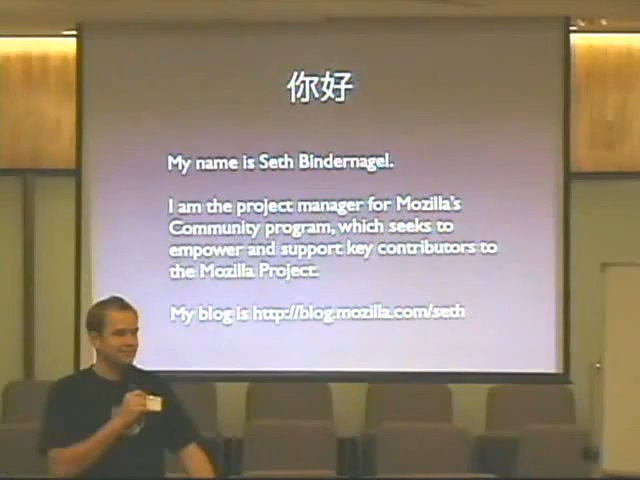 你好
My name is Seth Bindernagel.
I am the project manager for Mozilla's
Community program, which seeks to
empower and support key contributors to
the Mozilla Project.
My blog is http://blog.mozilla.com/seth